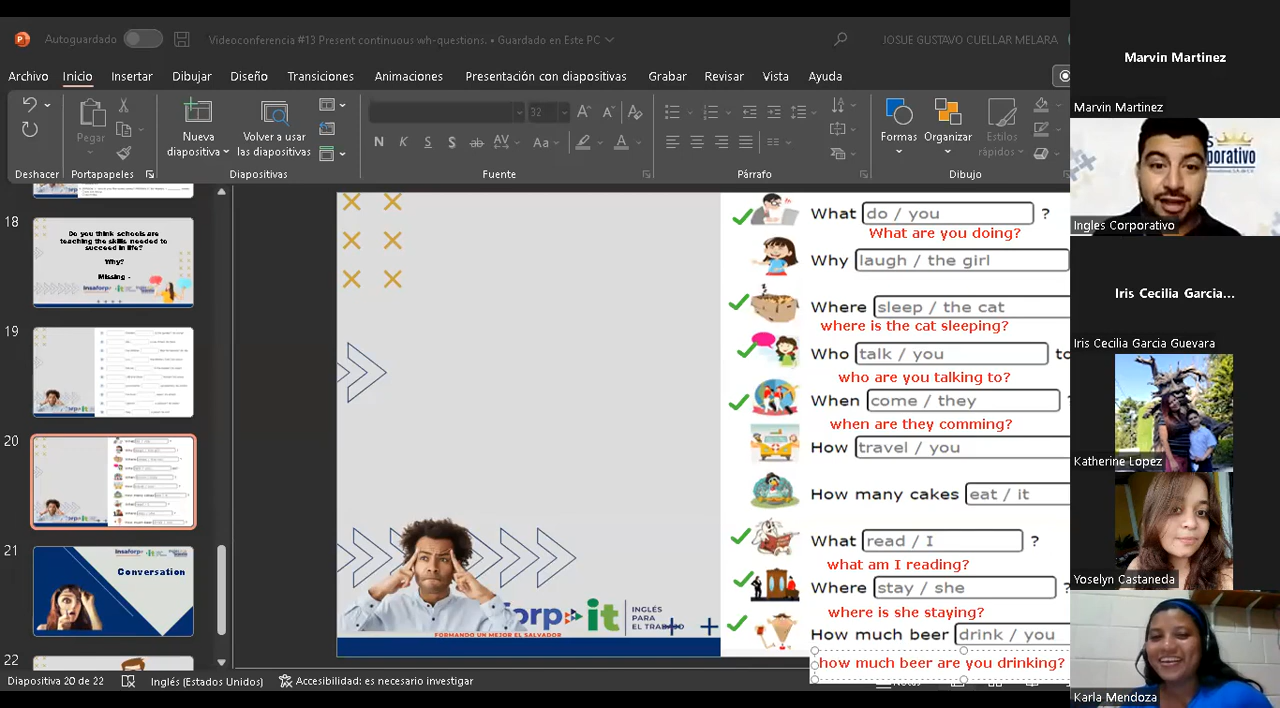 Autoguardado
Videoconferencia #13 Present continuous wh-questions. • Guardado en Este PC
JOSUE GUSTAVO CUELLAR MELARA
Archivo Inicio Insertar Dibujar Diseño Transiciones Animaciones Presentación con diapositivas Grabar Revisar Vista Ayuda
Pegar
Nueva diapositiva
Volver a usar las diapositivas
32
N K S ab AV Aa A
Formas Organizar Estilos rápidos
Deshacer Portapapeles Diapositivas Fuente Párrafo Dibujo
18
Do you think schools are
teaching the skills needed to
succeed in life?
Why?
Missing -
19
20
21
Conversation
22
What do / you ?
What are you doing?
Why laugh / the girl
Where sleep / the cat
where is the cat sleeping?
Who talk / you to
who are you talking to?
When come / they ?
when are they comming?
How travel / you
How many cakes eat / it
What read / I ?
what am I reading?
Where stay / she ?
where is she staying?
How much beer drink / you
how much beer are you drinking?
forp it
INGLÉS
PARA
EL TRABAJO
FORMANDO UN MEJOR EL SALVADOR
Diapositiva 20 de 22
Inglés (Estados Unidos)
Accesibilidad: es necesario investigar
Marvin Martinez
Marvin Martinez
porativo
Ingles Corporativo
Iris Cecilia Garcia...
Iris Cecilia Garcia Guevara
Katherine Lopez
Yoselyn Castaneda
Karla Mendoza